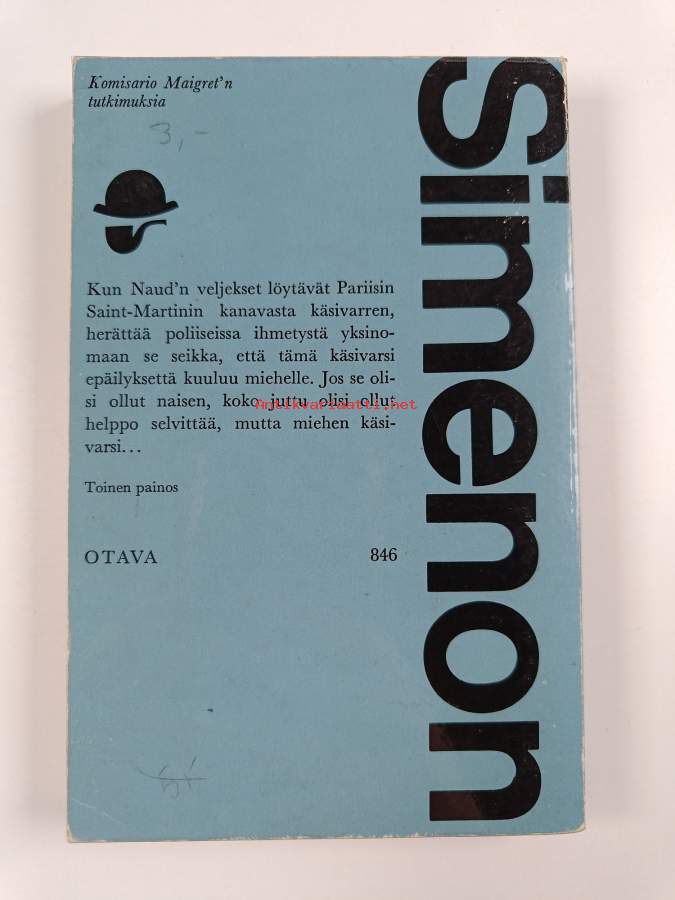 Komisario Maigret'n
tutkimuksia
3,-
Simenon
Kun Naud'n veljekset löytävät Pariisin
Saint-Martinin kanavasta käsivarren,
herättää poliiseissa ihmetystä yksino-
maan se seikka, että tämä käsivarsi
epäilyksettä kuuluu miehelle. Jos se oli-
si ollut naisen, koko juttu olisi ollut
helppo selvittää, mutta miehen käsi-
varsi...
Antikvariaatti.net
Toinen painos
OTAVA 846